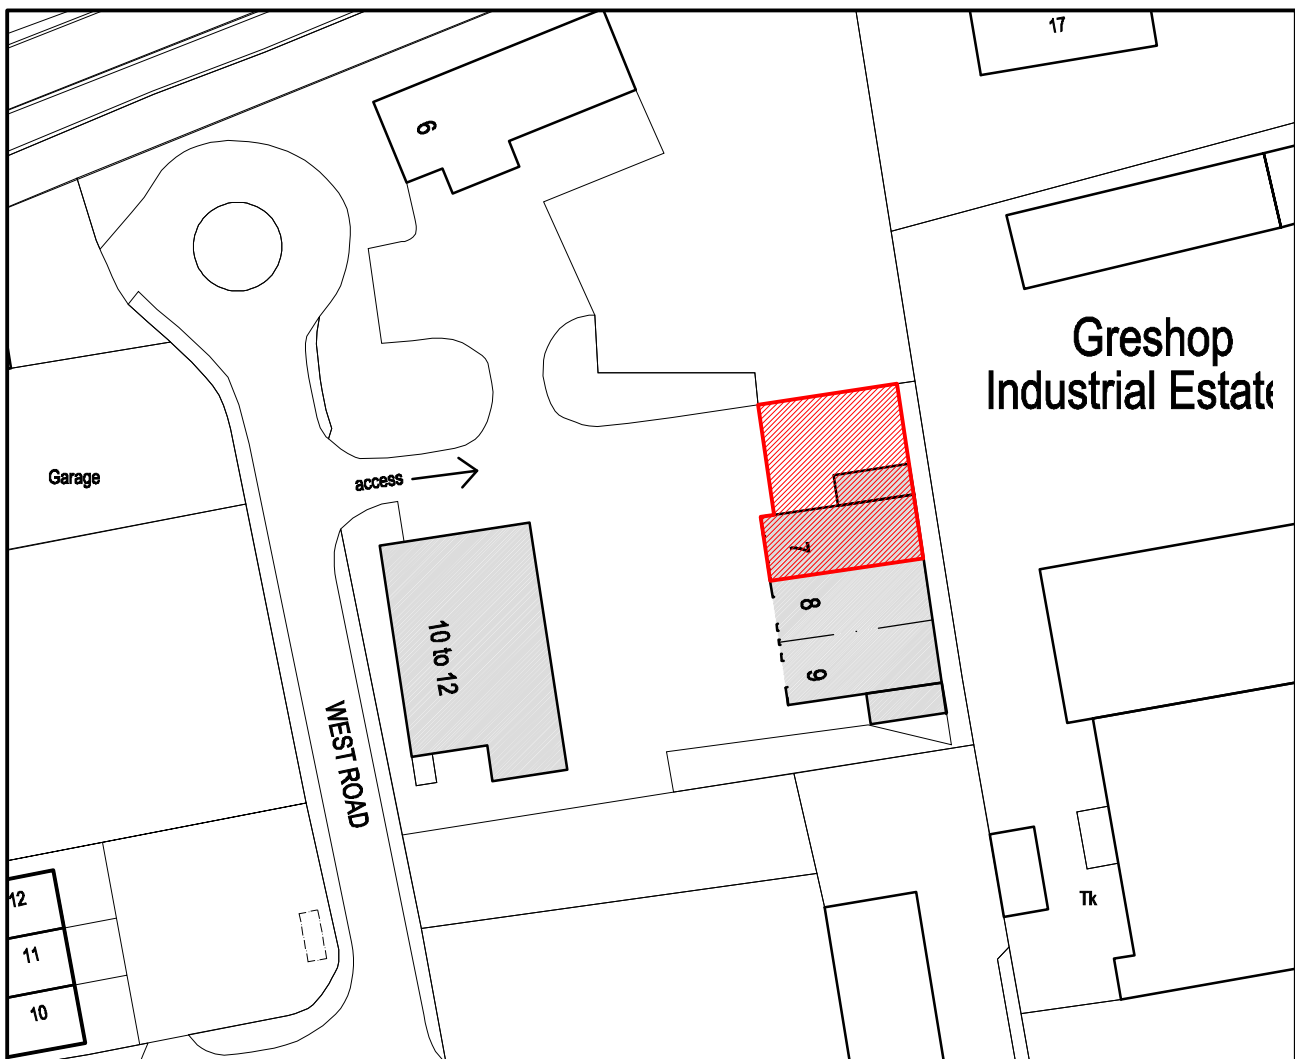 17
6
Greshop
Industrial Estate
Garage
access
7
8
10 to 12
9
WEST ROAD
12
Tk
11
10